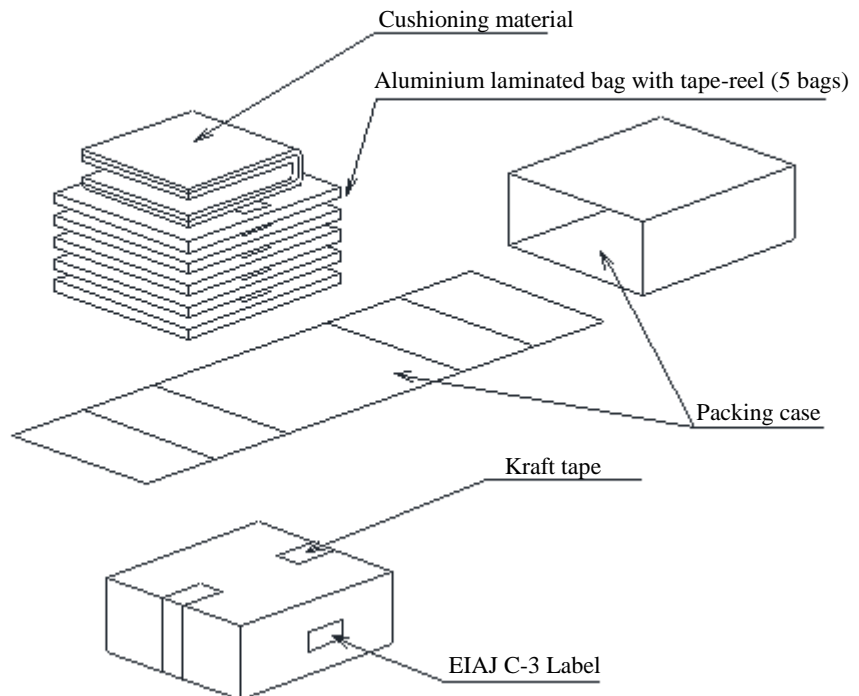 Cushioning material
Aluminium laminated bag with tape-reel (5 bags)
Packing case
Kraft tape
EIAJ C-3 Label